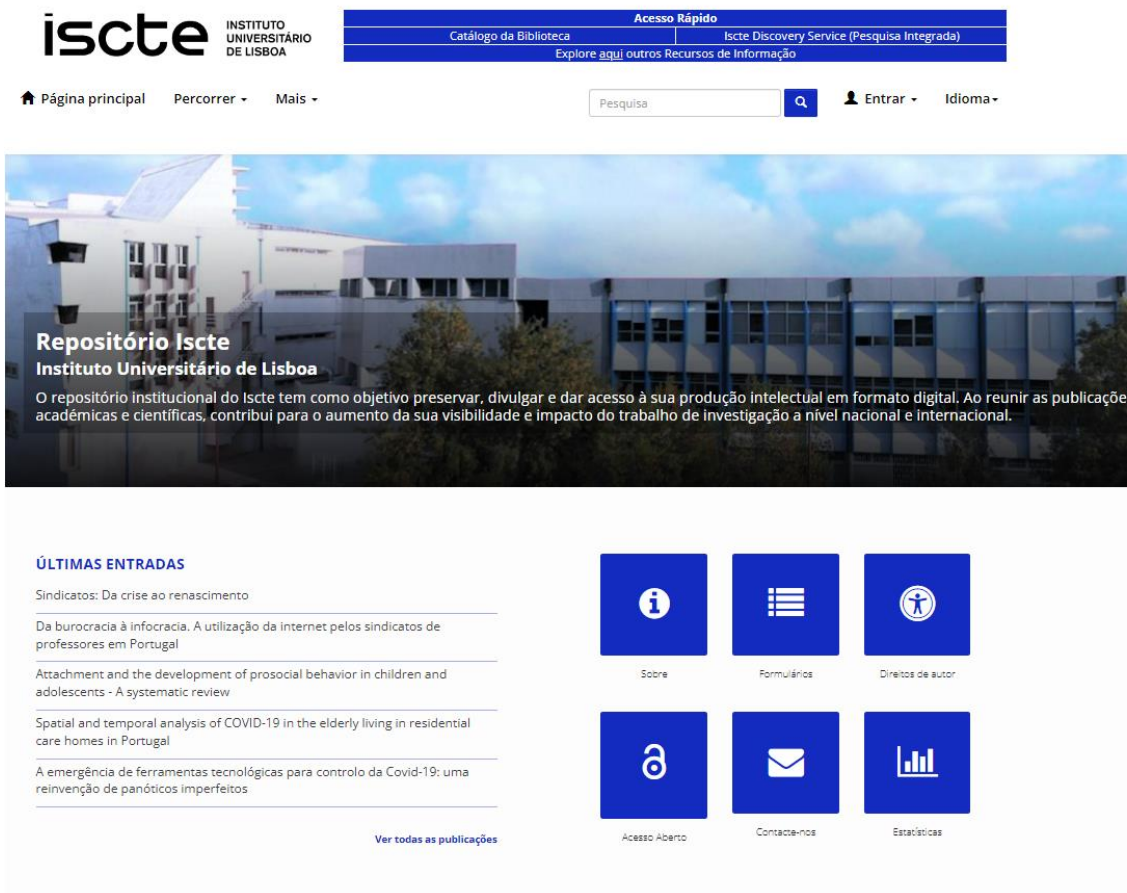 iscte
INSTITUTO
UNIVERSITÁRIO
DE LISBOA
Acesso Rápido
Catálogo da Biblioteca
Iscte Discovery Service (Pesquisa Integrada)
Explore aqui outros Recursos de Informação
Página principal
Percorrer
Mais
Pesquisa
Entrar
Idioma
Repositório Iscte
Instituto Universitário de Lisboa
O repositório institucional do Iscte tem como objetivo preservar, divulgar e dar acesso à sua produção intelectual em formato digital. Ao reunir as publicaçõe
académicas e científicas, contribui para o aumento da sua visibilidade e impacto do trabalho de investigação a nível nacional e internacional.
ÚLTIMAS ENTRADAS
Sindicatos: Da crise ao renascimento
Da burocracia à infocracia. A utilização da internet pelos sindicatos de
professores em Portugal
Attachment and the development of prosocial behavior in children and
adolescents - A systematic review
Spatial and temporal analysis of COVID-19 in the elderly living in residential
care homes in Portugal
A emergência de ferramentas tecnológicas para controlo da Covid-19: uma
reinvenção de panóticos imperfeitos
Ver todas as publicações
Sobre
Formulários
Direitos de autor
Acesso Aberto
Contacte-nos
Estatísticas